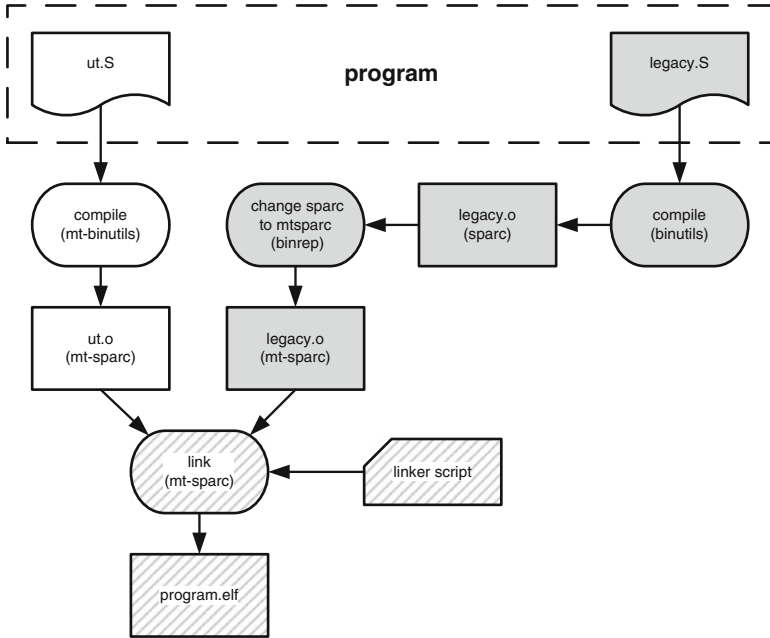 ut.S
program
legacy.S
compile
(mt-binutils)
change sparc
to mtsparc
(binrep)
legacy.o
(sparc)
compile
(binutils)
ut.o
(mt-sparc)
legacy.o
(mt-sparc)
link
(mt-sparc)
linker script
program.elf